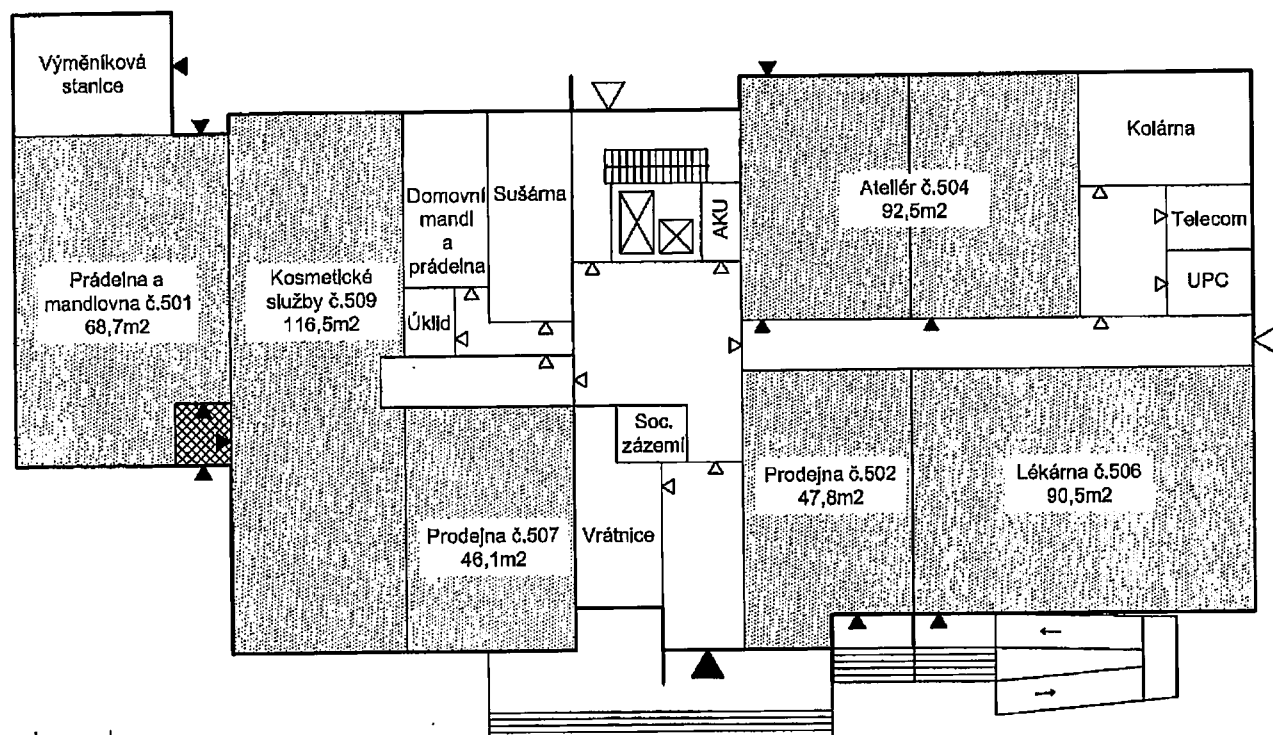 Výměníková
stanice
Kolárna
Domovní
mandl
a
prádelna
Sušárna
AKU
Ateliér č.504
92,5m2
Telecom
UPC
Prádelna a
mandlovna č.501
68,7m2
Kosmetické
služby č.509
116,5m2
Úklid
Soc.
zázemí
Prodejna č.502
47,8m2
Lékárna č.506
90,5m2
Prodejna č.507
46,1m2
Vrátnice